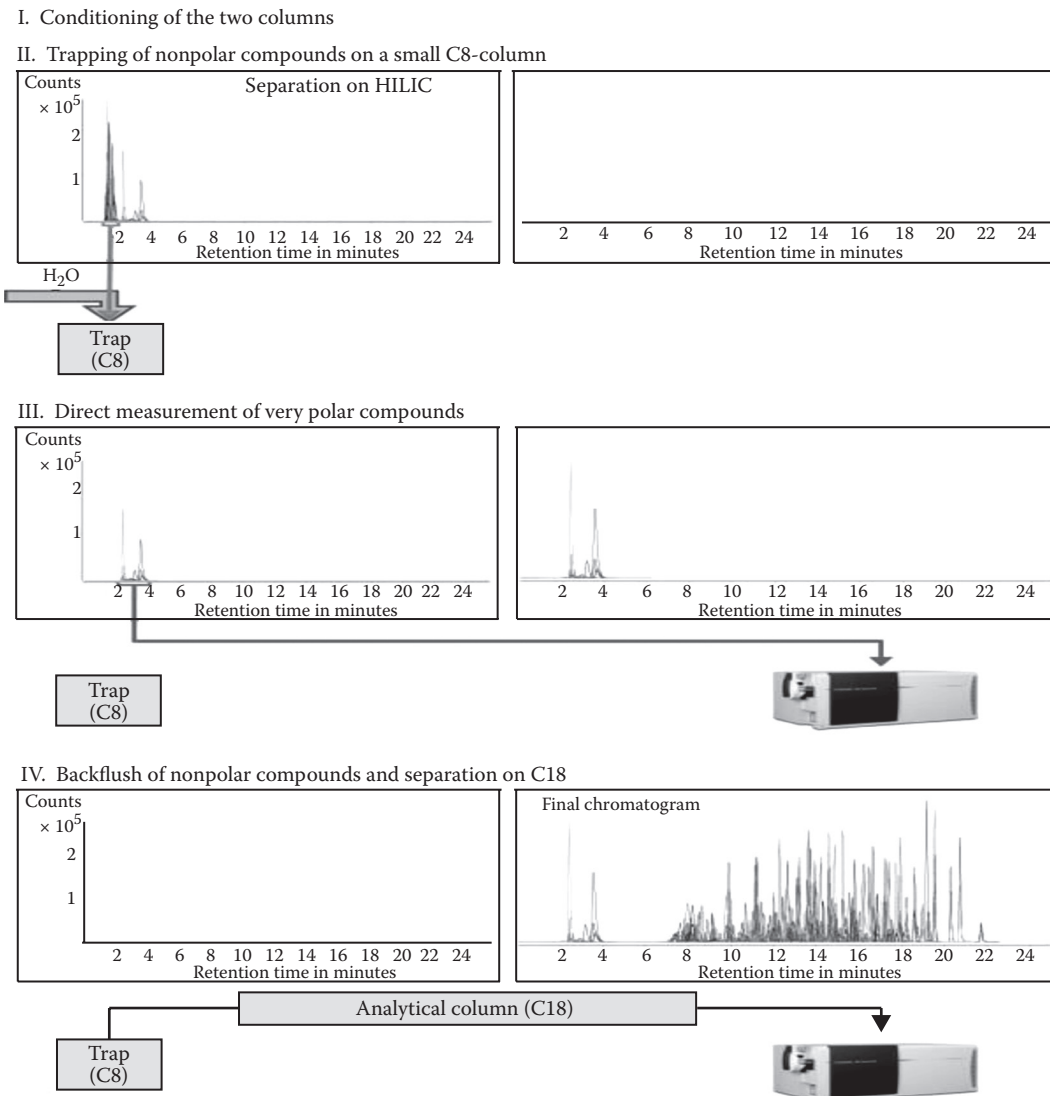 I. Conditioning of the two columns
II. Trapping of nonpolar compounds on a small C8-column
Counts
× 10⁵
Separation on HILIC
2
1
2 4 6 8 10 12 14 16 18 20 22 24
Retention time in minutes
2 4 6 8 10 12 14 16 18 20 22 24
Retention time in minutes
H₂O
Trap
(C8)
III. Direct measurement of very polar compounds
Counts
× 10⁵
2
1
2 4 6 8 10 12 14 16 18 20 22 24
Retention time in minutes
2 4 6 8 10 12 14 16 18 20 22 24
Retention time in minutes
Trap
(C8)
IV. Backflush of nonpolar compounds and separation on C18
Counts
× 10⁵
2
1
2 4 6 8 10 12 14 16 18 20 22 24
Retention time in minutes
Final chromatogram
2 4 6 8 10 12 14 16 18 20 22 24
Retention time in minutes
Analytical column (C18)
Trap
(C8)